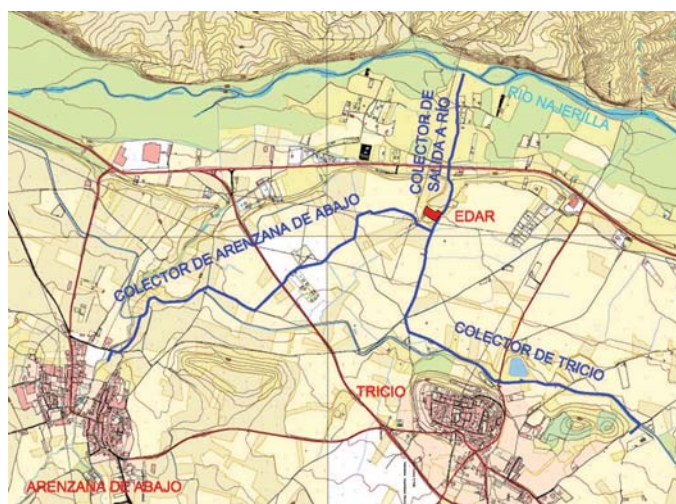 RÍO NAJERILLA
COLECTOR DE
SALIDA A RÍO
EDAR
COLECTOR DE ARENZANA DE ABAJO
COLECTOR DE TRICIO
TRICIO
ARENZANA DE ABAJO